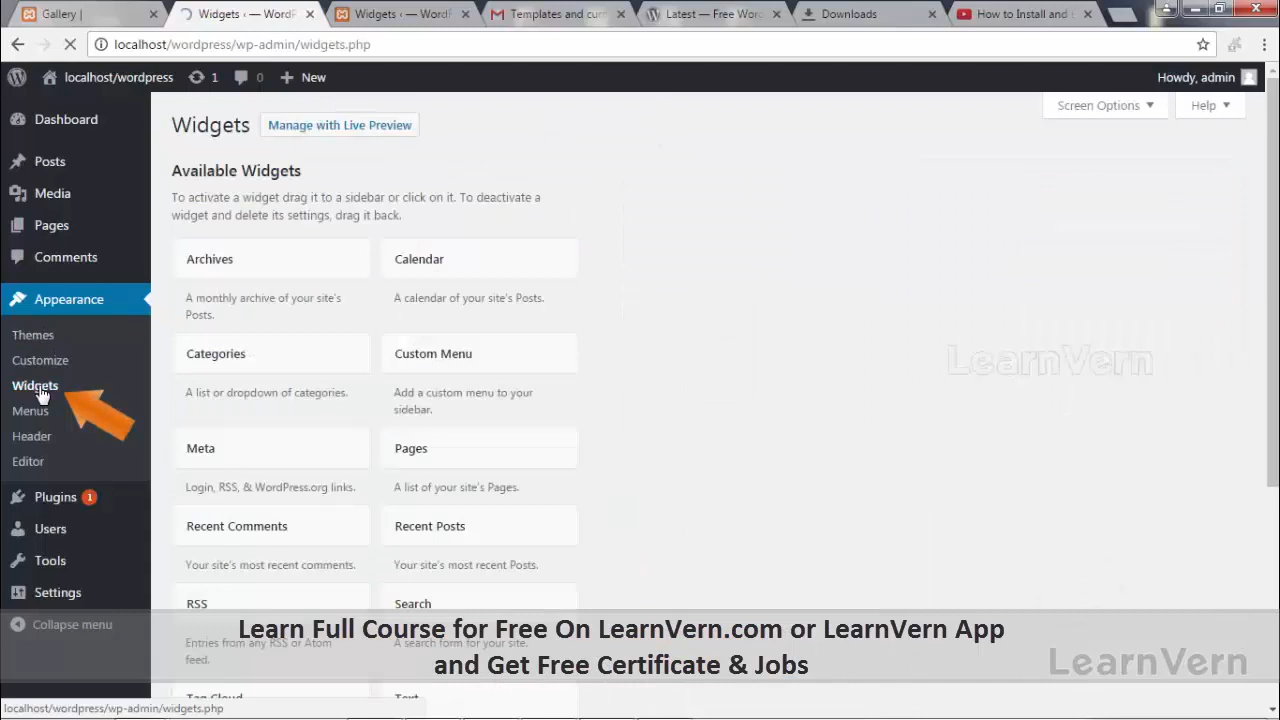 Gallery |
Widgets ‹ — WordP
Widgets ‹ — WordP
Templates and cur
Latest — Free Wor
Downloads
How to Install and
localhost/wordpress/wp-admin/widgets.php
localhost/wordpress
1
0
New
Howdy, admin
Dashboard
Posts
Media
Pages
Comments
Appearance
Themes
Customize
Widgets
Menus
Header
Editor
Plugins 1
Users
Tools
Settings
Collapse menu
Screen Options
Help
Widgets
Manage with Live Preview
Available Widgets
To activate a widget drag it to a sidebar or click on it. To deactivate a
widget and delete its settings, drag it back.
Archives
A monthly archive of your site's
Posts.
Calendar
A calendar of your site's Posts.
Categories
A list or dropdown of categories.
Custom Menu
Add a custom menu to your
sidebar.
Meta
Login, RSS, & WordPress.org links.
Pages
A list of your site's Pages.
Recent Comments
Your site's most recent comments.
Recent Posts
Your site's most recent Posts.
RSS
Entries from any RSS or Atom
feed.
Search
A search form for your site.
Tag Cloud
Text
LearnVern
Learn Full Course for Free On LearnVern.com or LearnVern App
and Get Free Certificate & Jobs
LearnVern
localhost/wordpress/wp-admin/widgets.php